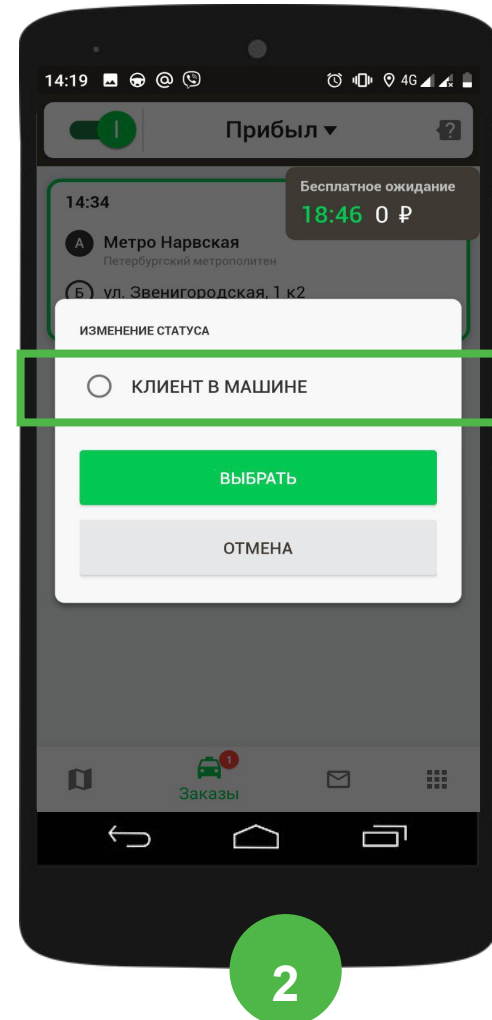 14:19 4G
Прибыл
?
14:34
Бесплатное ожидание
18:46 0 ₽
А Метро Нарвская
Петербургский метрополитен
Б ул. Звенигородская, 1 к2
ИЗМЕНЕНИЕ СТАТУСА
КЛИЕНТ В МАШИНЕ
ВЫБРАТЬ
ОТМЕНА
1
Заказы
2